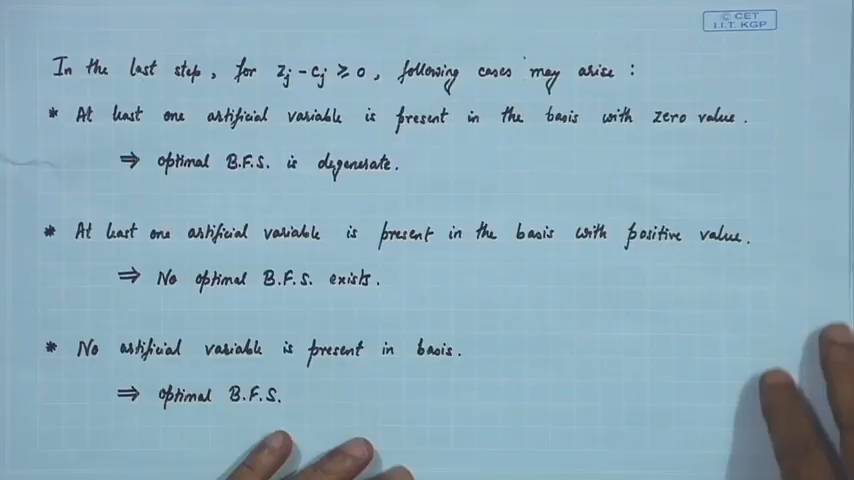 © CET
I.I.T. KGP
In the last step, for zj - cj ≥ 0, following cases may arise :
* At least one artificial variable is present in the basis with zero value.
⇒ optimal B.F.S. is degenerate.
* At least one artificial variable is present in the basis with positive value.
⇒ No optimal B.F.S. exists.
* No artificial variable is present in basis.
⇒ optimal B.F.S.